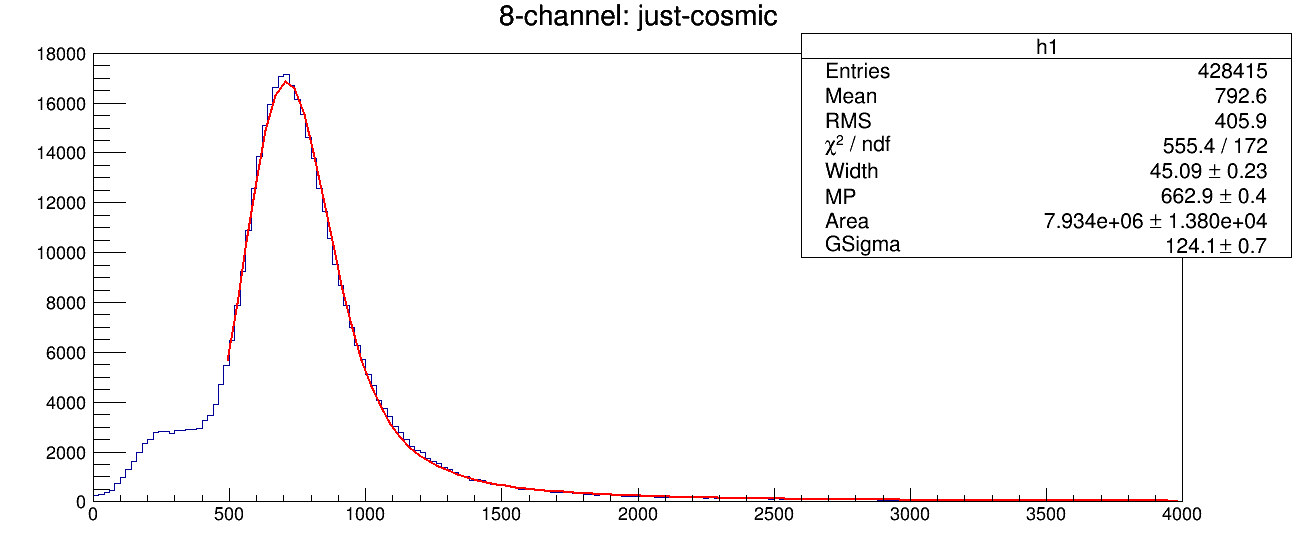 8-channel: just-cosmic
h1
Entries 428415
Mean 792.6
RMS 405.9
χ² / ndf 555.4 / 172
Width 45.09 ± 0.23
MP 662.9 ± 0.4
Area 7.934e+06 ± 1.380e+04
GSigma 124.1± 0.7
18000
16000
14000
12000
10000
8000
6000
4000
2000
0
0 500 1000 1500 2000 2500 3000 3500 4000